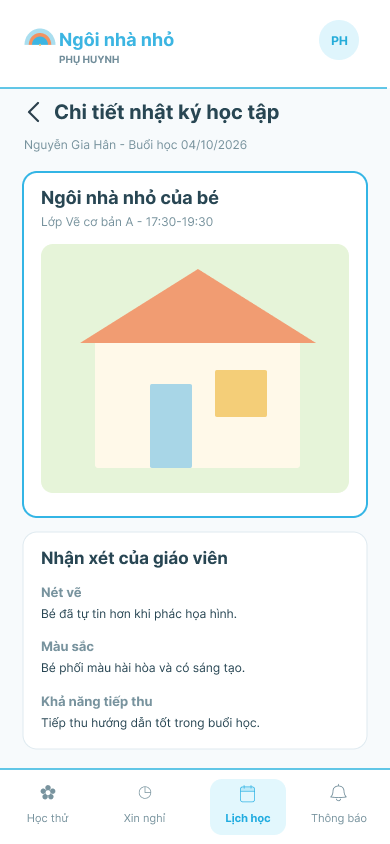 Ngôi nhà nhỏ
PHỤ HUYNH
PH
Chi tiết nhật ký học tập
Nguyễn Gia Hân - Buổi học 04/10/2026
Ngôi nhà nhỏ của bé
Lớp Vẽ cơ bản A - 17:30-19:30
Nhận xét của giáo viên
Nét vẽ
Bé đã tự tin hơn khi phác họa hình.
Màu sắc
Bé phối màu hài hòa và có sáng tạo.
Khả năng tiếp thu
Tiếp thu hướng dẫn tốt trong buổi học.
Học thử
Xin nghỉ
Lịch học
Thông báo